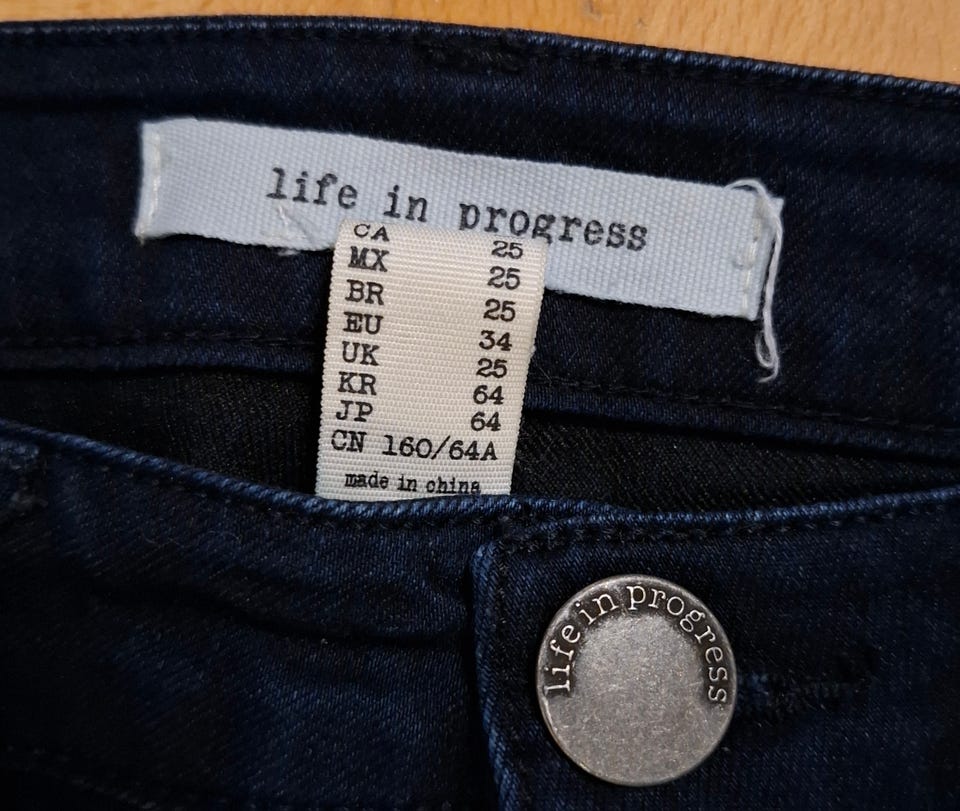 life in progress
CA 25
MX 25
BR 25
EU 34
UK 25
KR 64
JP 64
CN 160/64A
made in china
life in progress